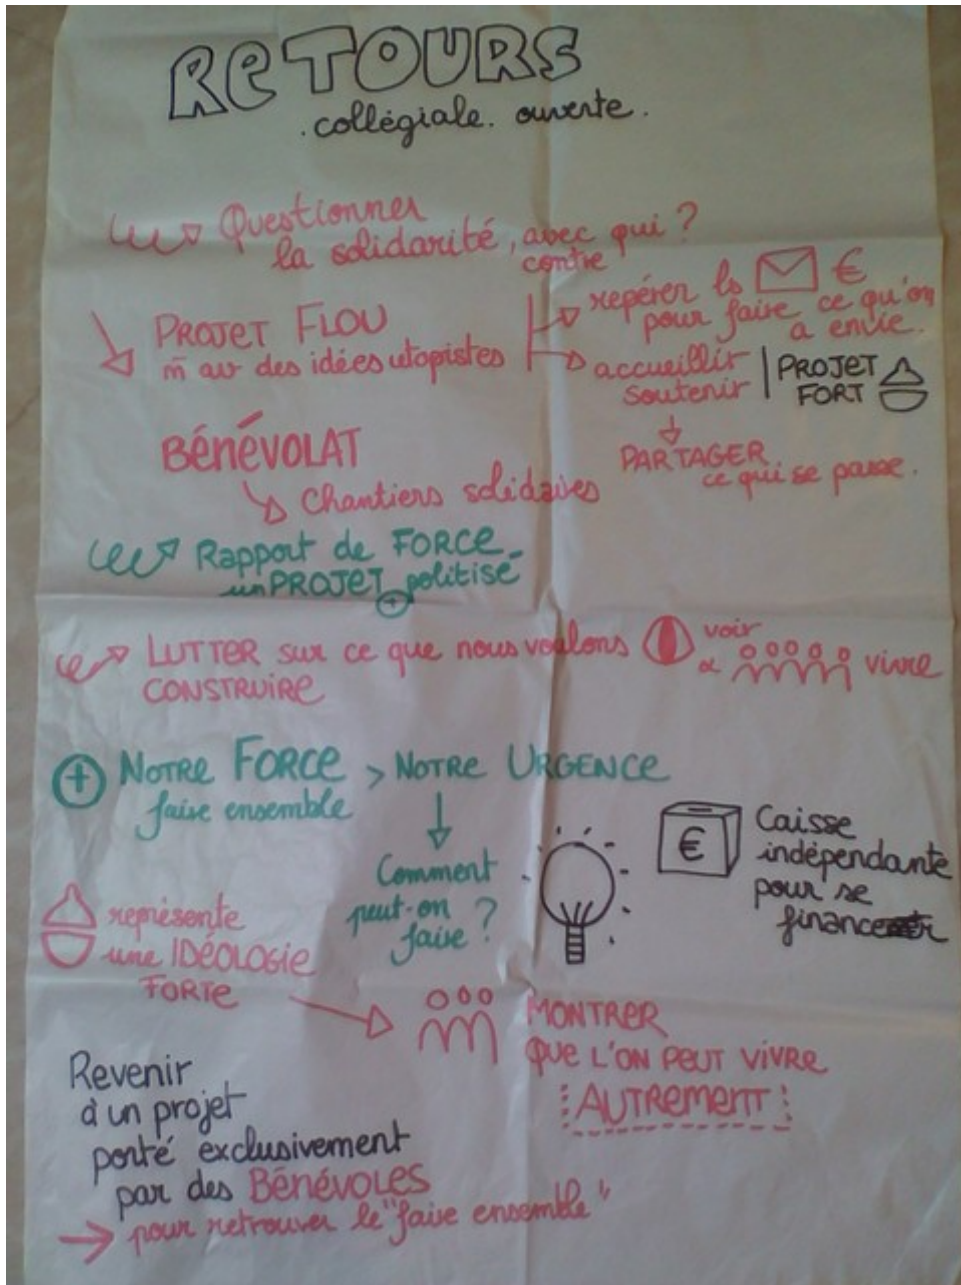 RETOURS
.collégiale. ouverte.
Questionner
la solidarité, avec qui ?
contre
PROJET FLOU
m̄ av des idées utopistes
repérer ls €
pour faire ce qu'on
a envie.
accueillir
soutenir
PROJET
FORT
PARTAGER
ce qui se passe.
BÉNÉVOLAT
Chantiers solidaires
Rapport de FORCE
un PROJET politisé
+
LUTTER sur ce que nous voulons
CONSTRUIRE
voir
vivre
+ NOTRE FORCE > NOTRE URGENCE
faire ensemble
Comment
peut-on
faire ?
€
Caisse
indépendante
pour se
financer
représente
une IDÉOLOGIE
FORTE
MONTRER
QUE L'ON PEUT VIVRE
AUTREMENT
Revenir
à un projet
porté exclusivement
par des BÉNÉVOLES
→ pour retrouver le "faire ensemble"